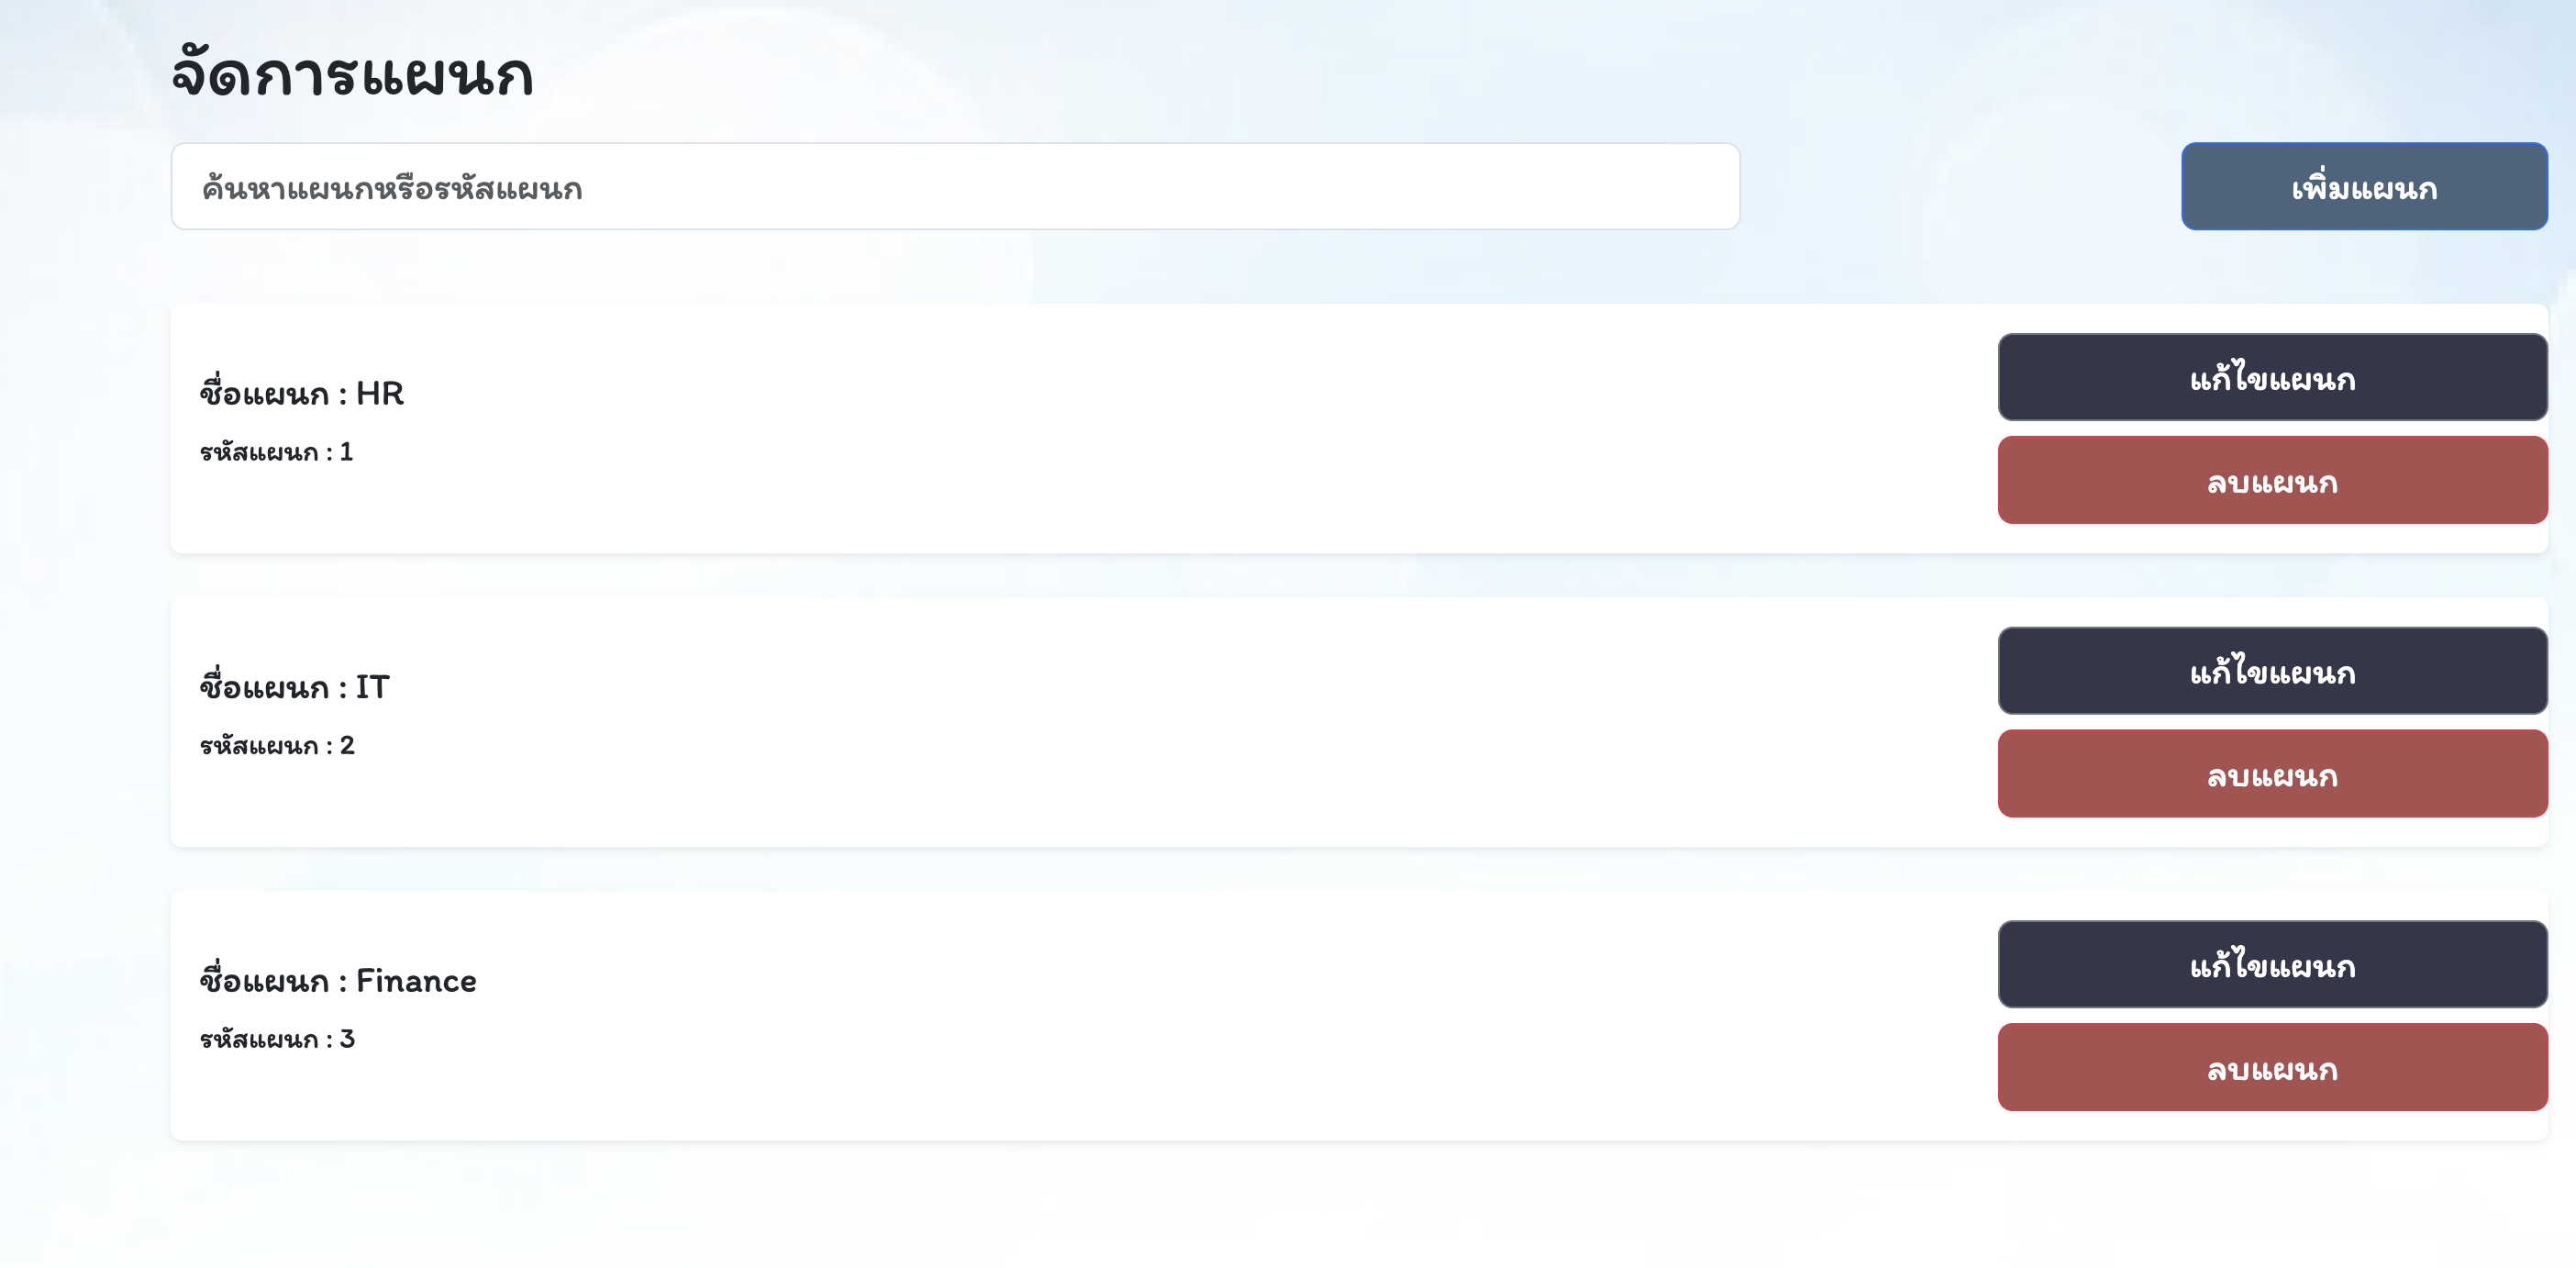 จัดการแผนก
ค้นหาแผนกหรือรหัสแผนก
เพิ่มแผนก
ชื่อแผนก : HR
รหัสแผนก : 1
แก้ไขแผนก
ลบแผนก
ชื่อแผนก : IT
รหัสแผนก : 2
แก้ไขแผนก
ลบแผนก
ชื่อแผนก : Finance
รหัสแผนก : 3
แก้ไขแผนก
ลบแผนก